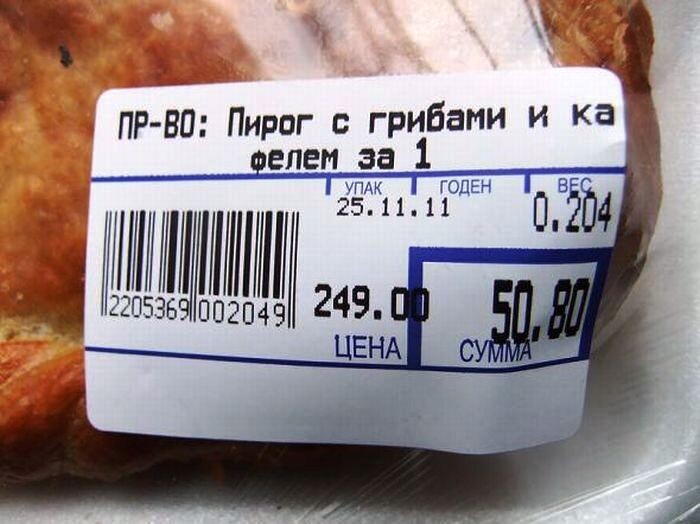 ПР-ВО: Пирог с грибами и ка
фелем за 1
УПАК ГОДЕН ВЕС
25.11.11 0.204
2205369 002049
249.00 50.80
ЦЕНА СУММА